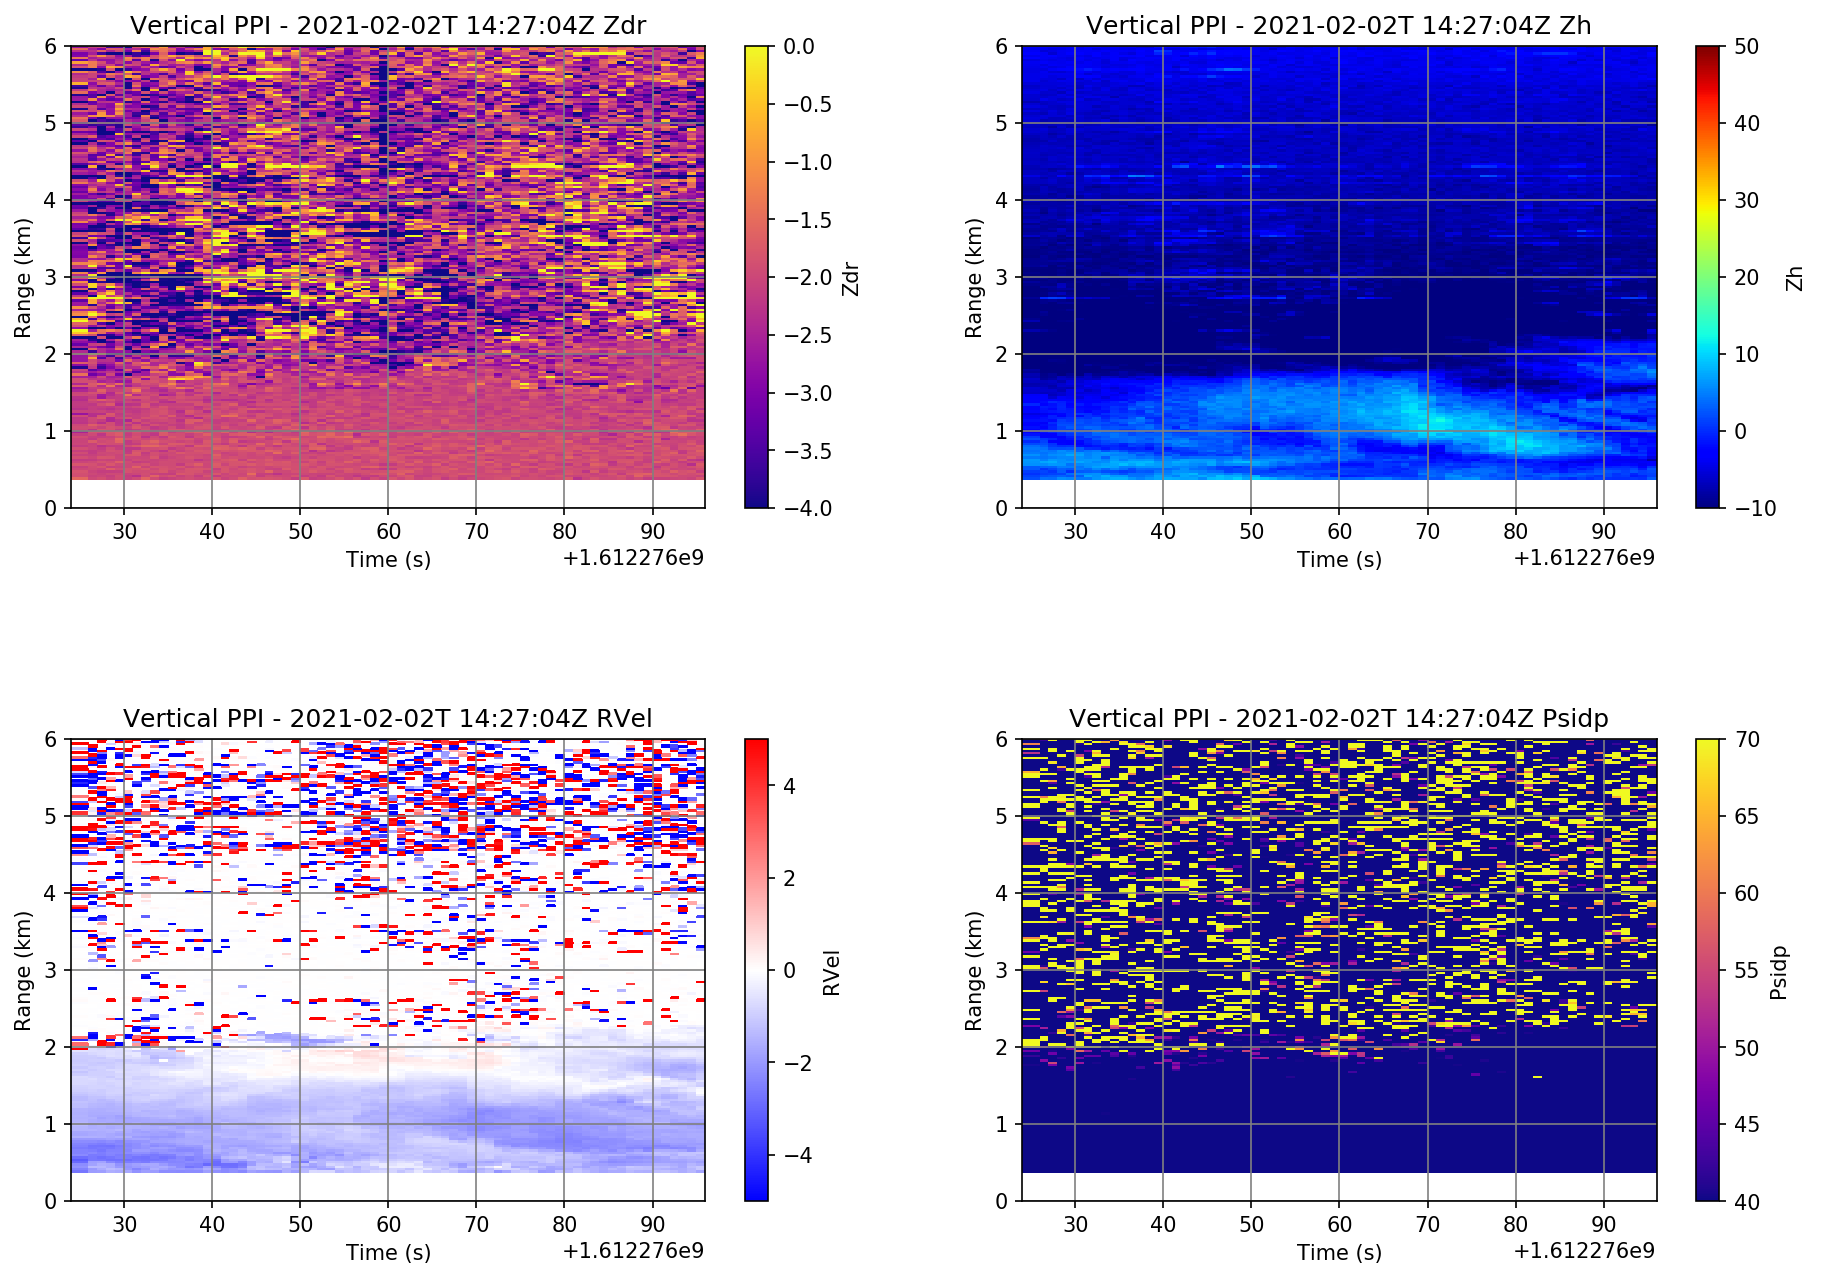 Vertical PPI - 2021-02-02T 14:27:04Z Zdr
6
5
4
3
2
1
0
Range (km)
30 40 50 60 70 80 90
Time (s)
+1.612276e9
0.0
−0.5
−1.0
−1.5
−2.0
−2.5
−3.0
−3.5
−4.0
Zdr
Vertical PPI - 2021-02-02T 14:27:04Z Zh
6
5
4
3
2
1
0
Range (km)
30 40 50 60 70 80 90
Time (s)
+1.612276e9
50
40
30
20
10
0
−10
Zh
Vertical PPI - 2021-02-02T 14:27:04Z RVel
6
5
4
3
2
1
0
Range (km)
30 40 50 60 70 80 90
Time (s)
+1.612276e9
4
2
0
−2
−4
RVel
Vertical PPI - 2021-02-02T 14:27:04Z Psidp
6
5
4
3
2
1
0
Range (km)
30 40 50 60 70 80 90
Time (s)
+1.612276e9
70
65
60
55
50
45
40
Psidp